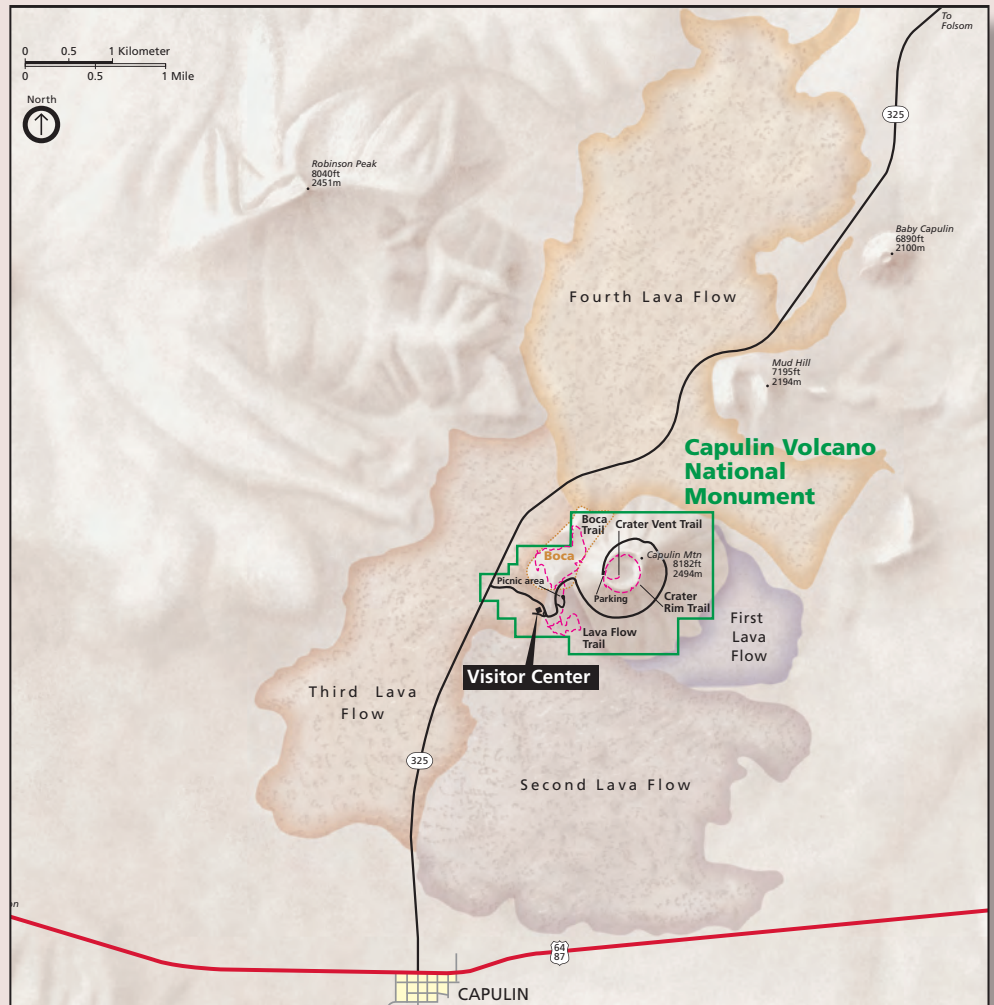 To
Folsom
0 0.5 1 Kilometer
0 0.5 1 Mile
North
325
Robinson Peak
8040ft
2451m
Baby Capulin
6890ft
2100m
Fourth Lava Flow
Mud Hill
7195ft
2194m
Capulin Volcano
National
Monument
Boca
Trail
Crater Vent Trail
Boca
Capulin Mtn
8182ft
2494m
Picnic area
Parking
Crater
Rim Trail
First
Lava
Flow
Lava Flow
Trail
Visitor Center
Third Lava
Flow
325
Second Lava Flow
64
87
CAPULIN